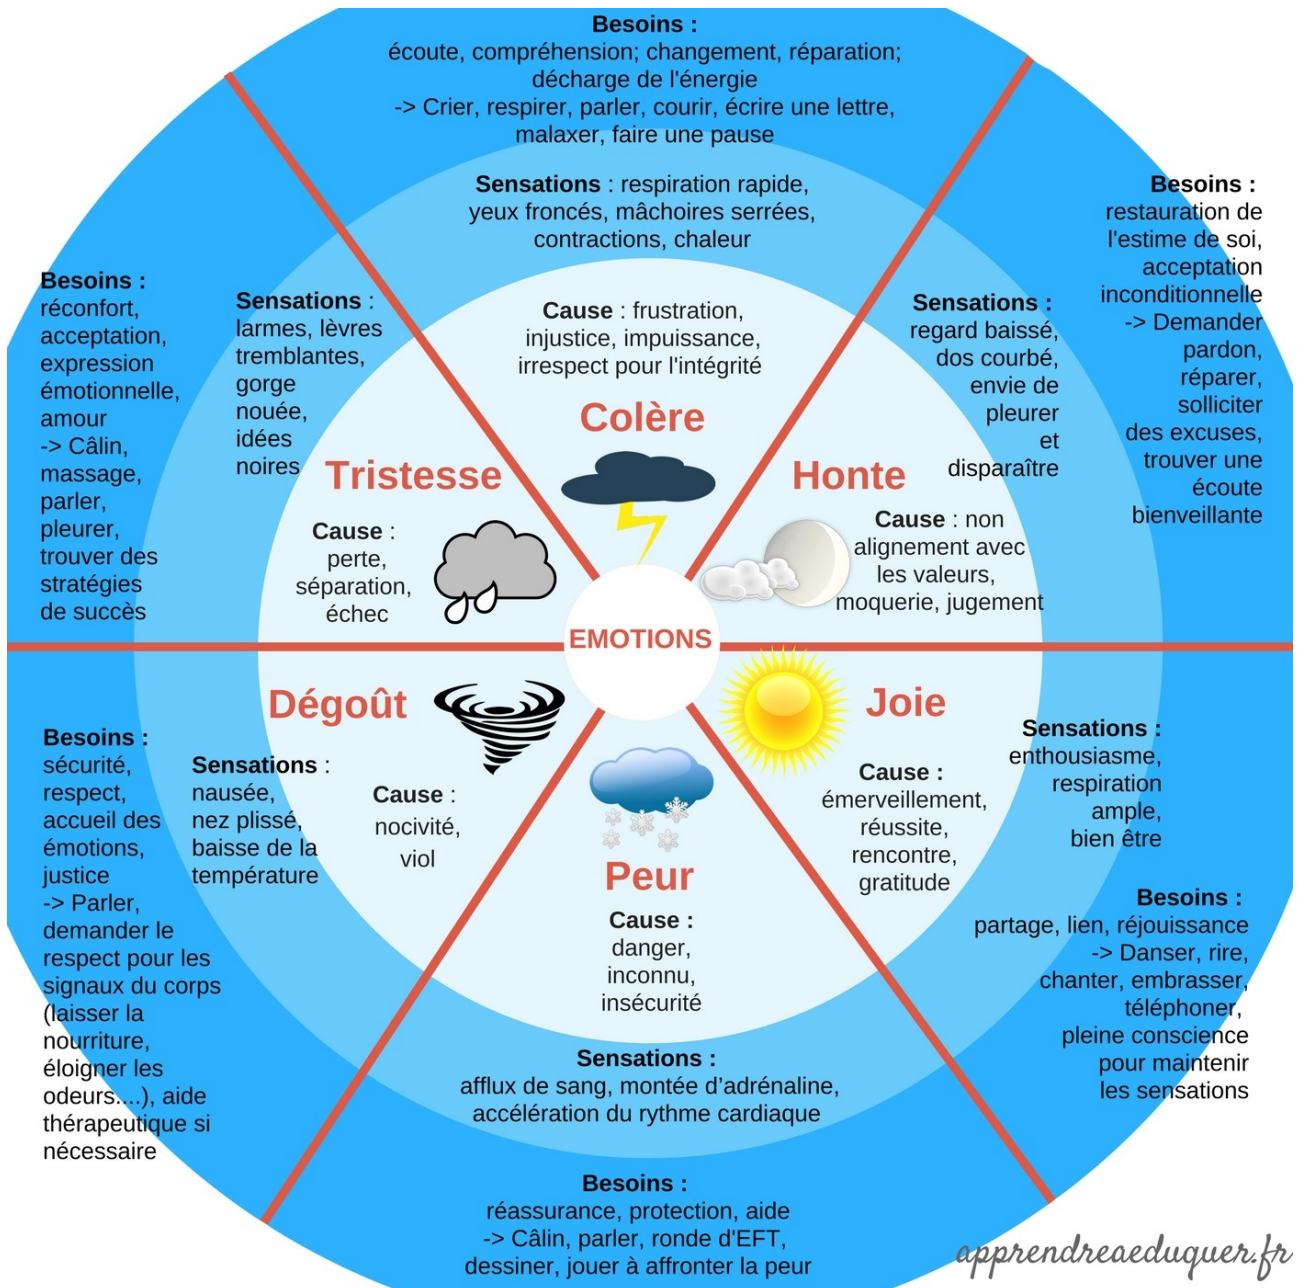 Besoins :
écoute, compréhension; changement, réparation;
décharge de l'énergie
-> Crier, respirer, parler, courir, écrire une lettre,
malaxer, faire une pause
Sensations : respiration rapide,
yeux froncés, mâchoires serrées,
contractions, chaleur
Cause : frustration,
injustice, impuissance,
irrespect pour l'intégrité
Colère
Besoins :
restauration de
l'estime de soi,
acceptation
inconditionnelle
-> Demander
pardon,
réparer,
solliciter
des excuses,
trouver une
écoute
bienveillante
Sensations :
regard baissé,
dos courbé,
envie de
pleurer
et
disparaître
Honte
Cause : non
alignement avec
les valeurs,
moquerie, jugement
Besoins :
réconfort,
acceptation,
expression
émotionnelle,
amour
-> Câlin,
massage,
parler,
pleurer,
trouver des
stratégies
de succès
Sensations :
larmes, lèvres
tremblantes,
gorge
nouée,
idées
noires
Tristesse
Cause :
perte,
séparation,
échec
EMOTIONS
Dégoût
Besoins :
sécurité,
respect,
accueil des
émotions,
justice
-> Parler,
demander le
respect pour les
signaux du corps
(laisser la
nourriture,
éloigner les
odeurs....), aide
thérapeutique si
nécessaire
Sensations :
nausée,
nez plissé,
baisse de la
température
Cause :
nocivité,
viol
Joie
Cause :
émerveillement,
réussite,
rencontre,
gratitude
Sensations :
enthousiasme,
respiration
ample,
bien être
Besoins :
partage, lien, réjouissance
-> Danser, rire,
chanter, embrasser,
téléphoner,
pleine conscience
pour maintenir
les sensations
Peur
Cause :
danger,
inconnu,
insécurité
Sensations :
afflux de sang, montée d’adrénaline,
accélération du rythme cardiaque
Besoins :
réassurance, protection, aide
-> Câlin, parler, ronde d'EFT,
dessiner, jouer à affronter la peur
apprendreaeduquer.fr